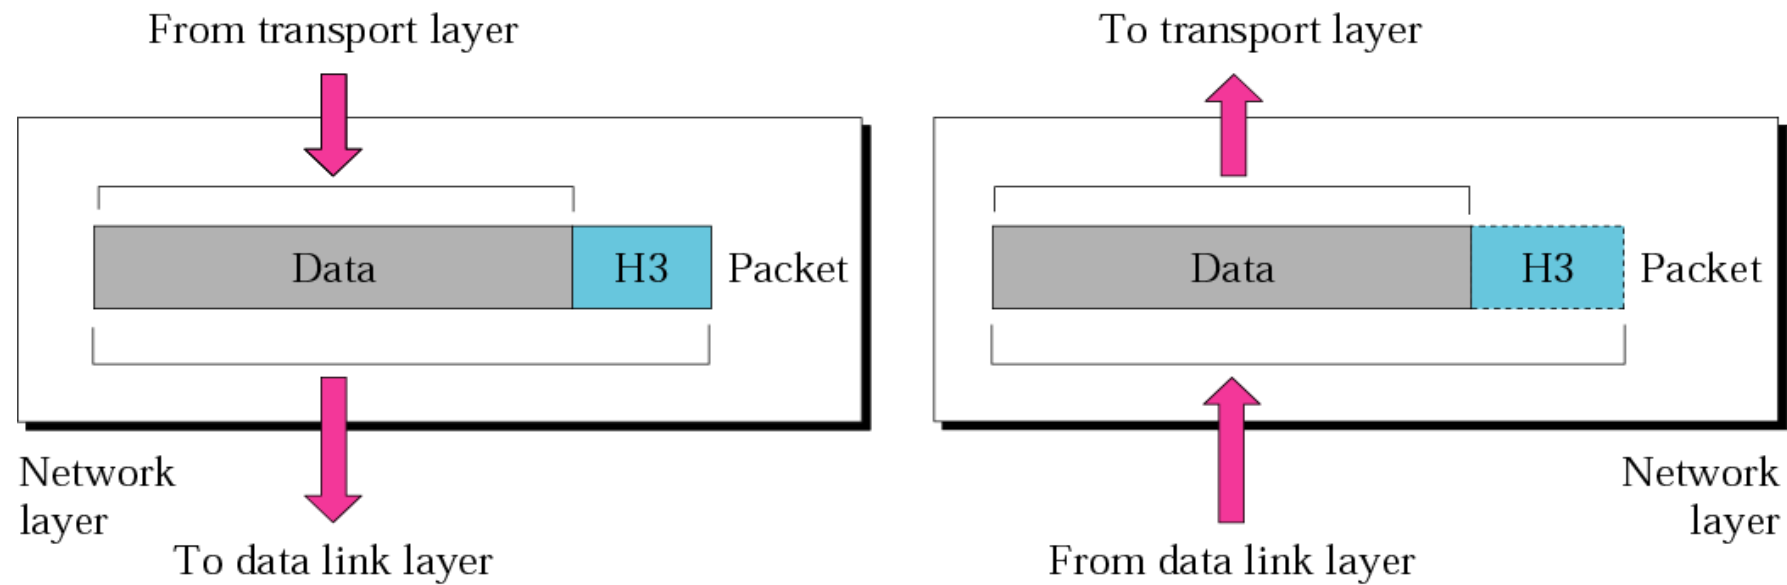 From transport layer
To transport layer
Data
H3
Packet
Data
H3
Packet
Network
layer
Network
layer
To data link layer
From data link layer